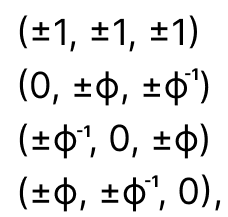 (±1, ±1, ±1)
(0, ±ϕ, ±ϕ⁻¹)
(±ϕ⁻¹, 0, ±ϕ)
(±ϕ, ±ϕ⁻¹, 0),